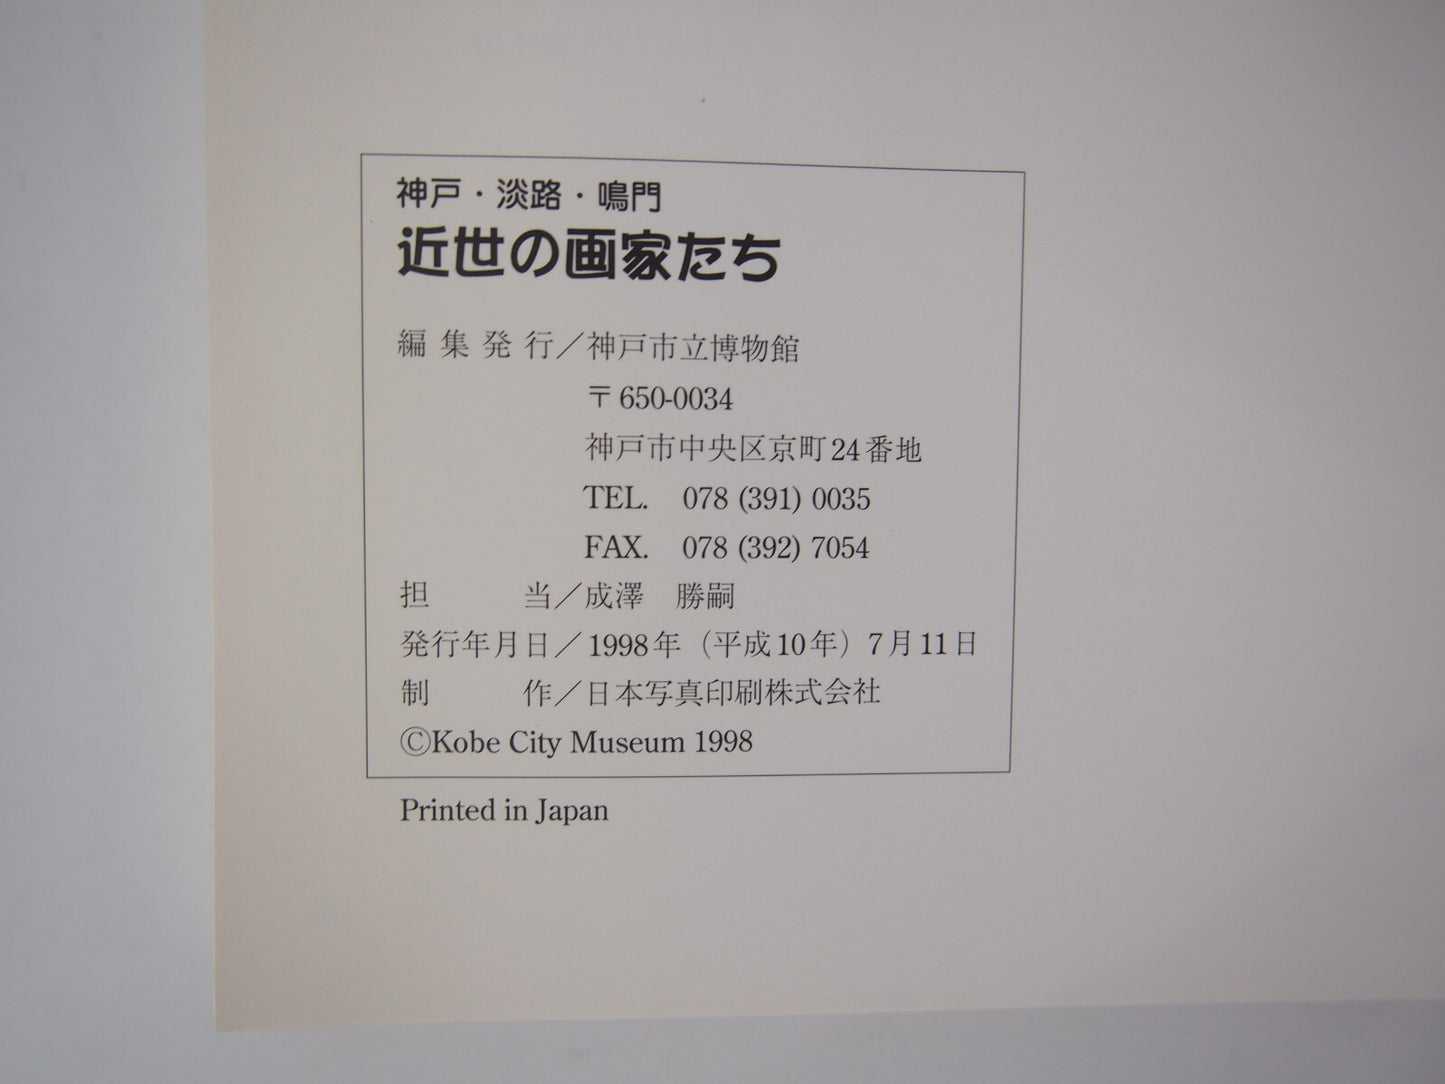 神戸・淡路・鳴門
近世の画家たち
編集発行／神戸市立博物館
〒650-0034
神戸市中央区京町24番地
TEL. 078 (391) 0035
FAX. 078 (392) 7054
担　　　当／成澤　勝嗣
発行年月日／1998年（平成10年）7月11日
制　　　作／日本写真印刷株式会社
©Kobe City Museum 1998
Printed in Japan